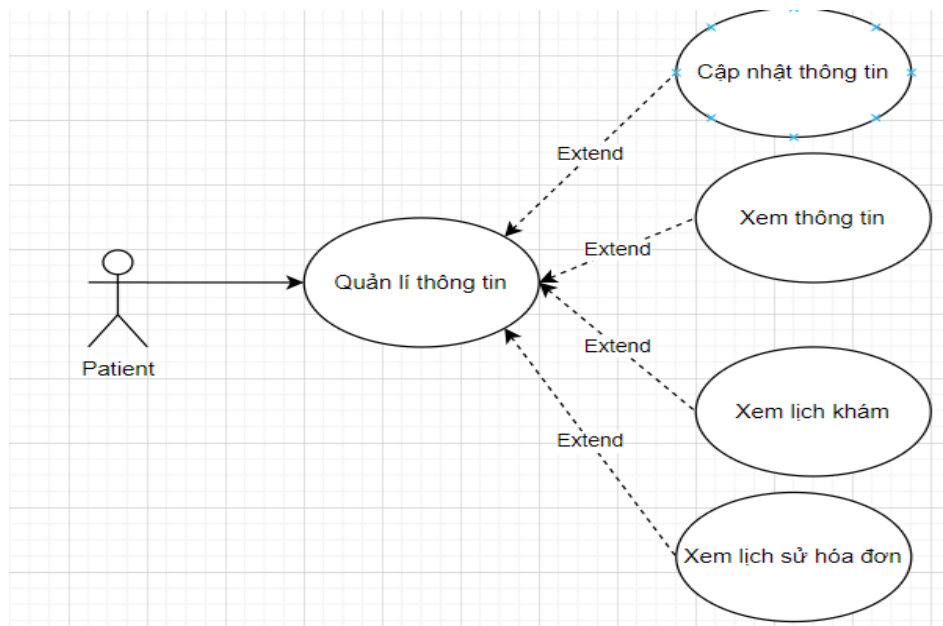 Cập nhật thông tin
Extend
Xem thông tin
Extend
Quản lí thông tin
Extend
Patient
Xem lịch khám
Extend
Xem lịch sử hóa đơn